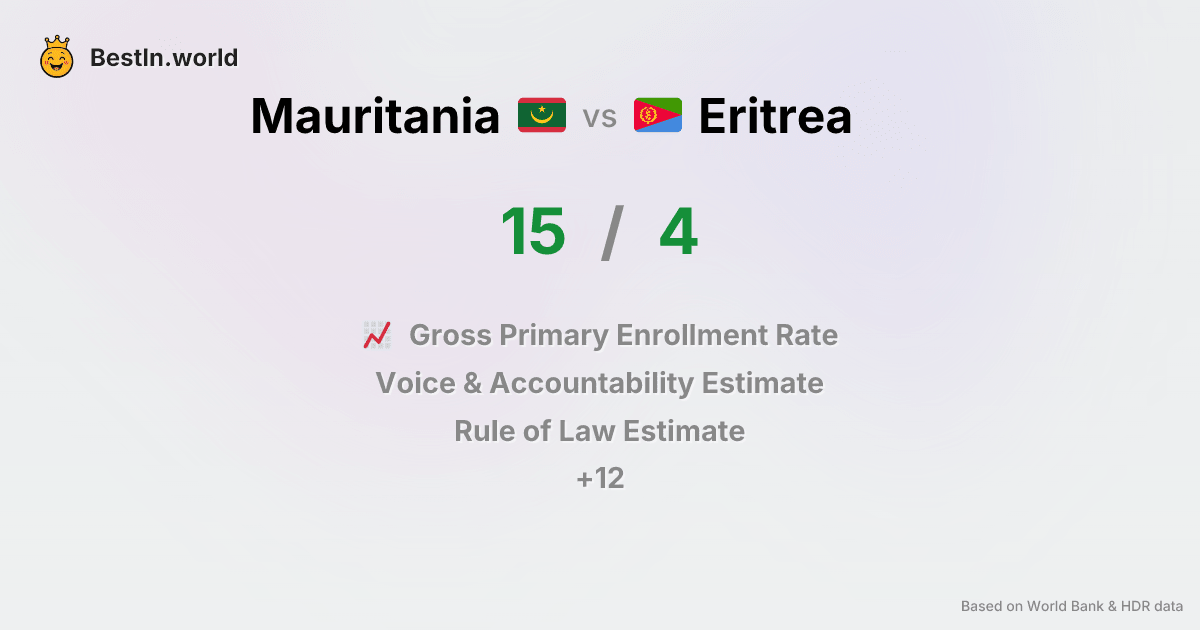 BestIn.world
Mauritania vs Eritrea
15 / 4
Gross Primary Enrollment Rate
Voice & Accountability Estimate
Rule of Law Estimate
+12
Based on World Bank & HDR data